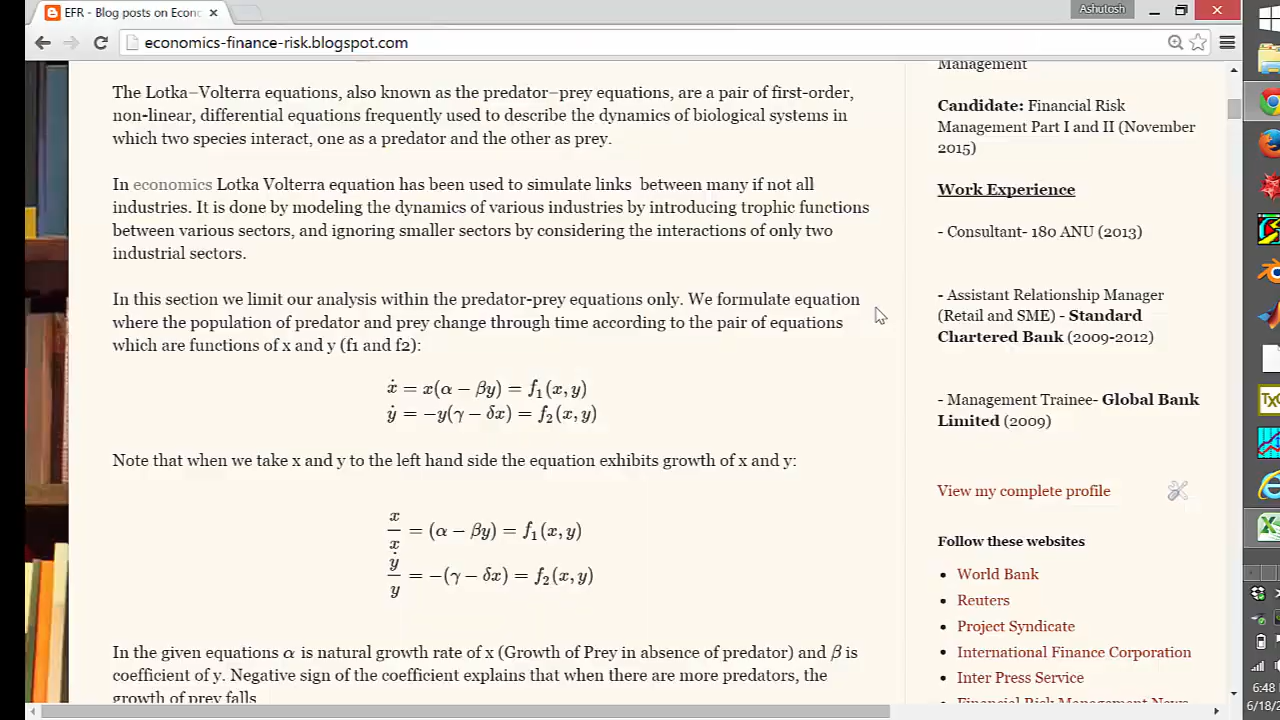 EFR - Blog posts on Econ
Ashutosh
economics-finance-risk.blogspot.com
The Lotka–Volterra equations, also known as the predator–prey equations, are a pair of first-order,
non-linear, differential equations frequently used to describe the dynamics of biological systems in
which two species interact, one as a predator and the other as prey.
In economics Lotka Volterra equation has been used to simulate links between many if not all
industries. It is done by modeling the dynamics of various industries by introducing trophic functions
between various sectors, and ignoring smaller sectors by considering the interactions of only two
industrial sectors.
In this section we limit our analysis within the predator-prey equations only. We formulate equation
where the population of predator and prey change through time according to the pair of equations
which are functions of x and y (f1 and f2):
ẋ = x(α − βy) = f₁(x, y)
ẏ = −y(γ − δx) = f₂(x, y)
Note that when we take x and y to the left hand side the equation exhibits growth of x and y:
x/ẋ = (α − βy) = f₁(x, y)
ẏ/y = −(γ − δx) = f₂(x, y)
In the given equations α is natural growth rate of x (Growth of Prey in absence of predator) and β is
coefficient of y. Negative sign of the coefficient explains that when there are more predators, the
growth of prey falls
Management
Candidate: Financial Risk
Management Part I and II (November
2015)
Work Experience
- Consultant- 180 ANU (2013)
- Assistant Relationship Manager
(Retail and SME) - Standard
Chartered Bank (2009-2012)
- Management Trainee- Global Bank
Limited (2009)
View my complete profile
Follow these websites
World Bank
Reuters
Project Syndicate
International Finance Corporation
Inter Press Service
Financial Risk Management News
6:48
6/18/2